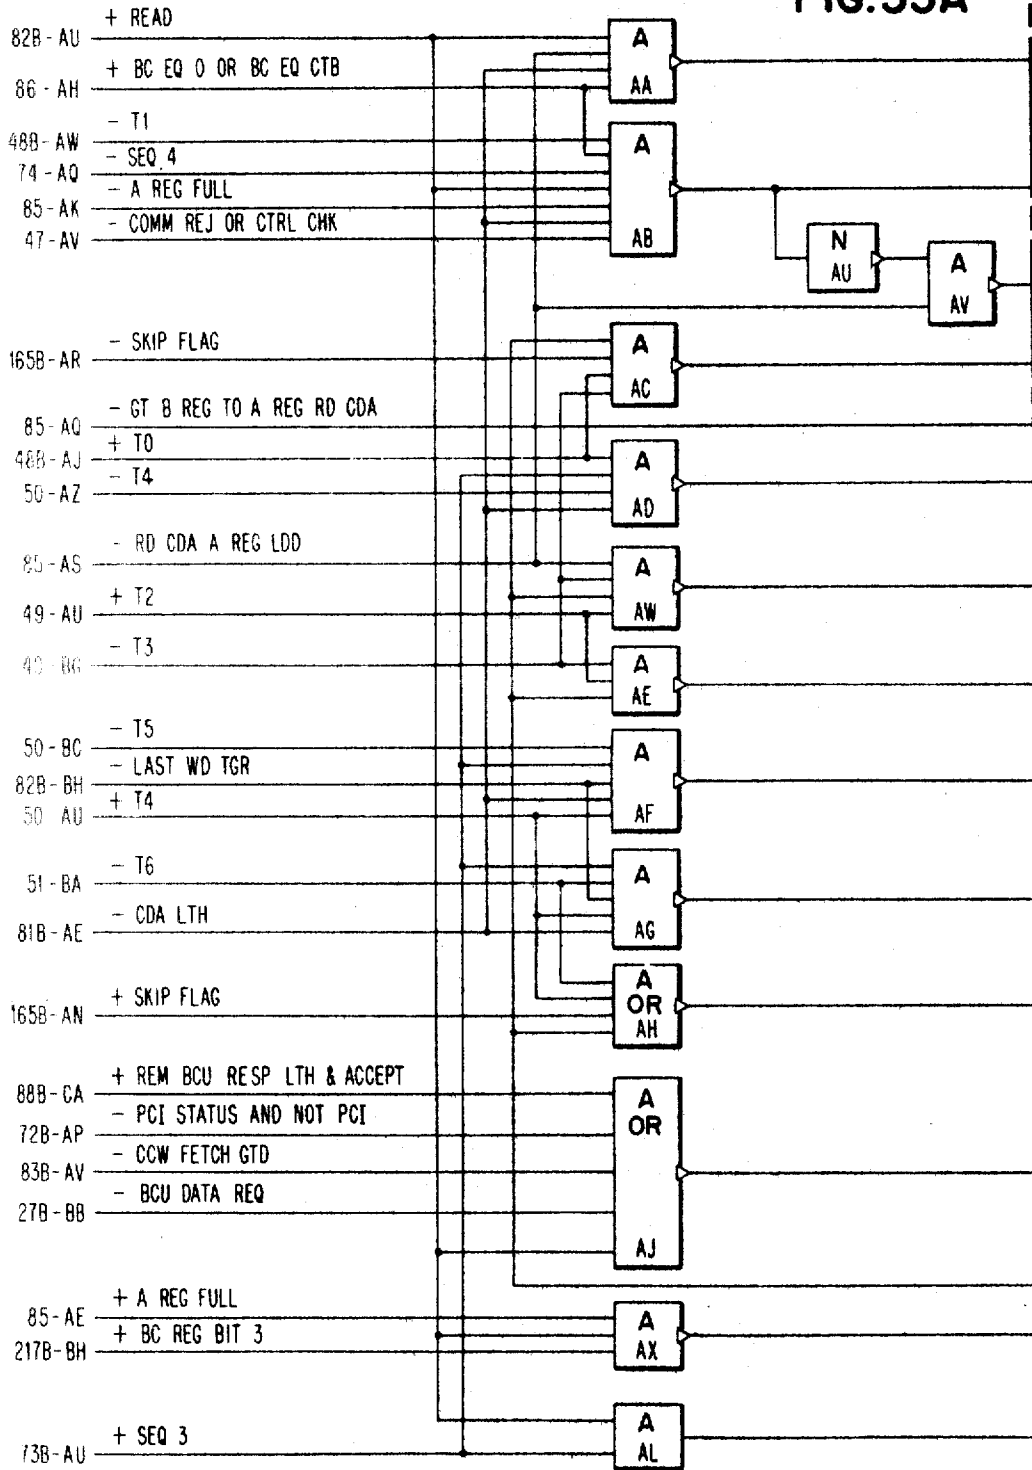 FIG.55A
+ READ
82B-AU
A
AA
+ BC EQ 0 OR BC EQ CTB
86-AH
- T1
48B-AW
A
AB
- SEQ 4
74-AQ
- A REG FULL
85-AK
- COMM REJ OR CTRL CHK
47-AV
N
AU
A
AV
- SKIP FLAG
165B-AR
A
AC
- GT B REG TO A REG RD CDA
85-AQ
+ T0
48B-AJ
A
AD
- T4
50-AZ
- RD CDA A REG LDD
85-AS
A
AW
+ T2
49-AU
- T3
A
AE
- T5
50-BC
A
AF
- LAST WD TGR
82B-BH
+ T4
50 AU
- T6
51-BA
A
AG
- CDA LTH
81B-AE
+ SKIP FLAG
165B-AN
A
OR
AH
+ REM BCU RESP LTH & ACCEPT
88B-CA
A
OR
AJ
- PCI STATUS AND NOT PCI
72B-AP
- CCW FETCH GTD
83B-AV
- BCU DATA REQ
27B-BB
+ A REG FULL
85-AE
A
AX
+ BC REG BIT 3
217B-BH
+ SEQ 3
73B-AU
A
AL